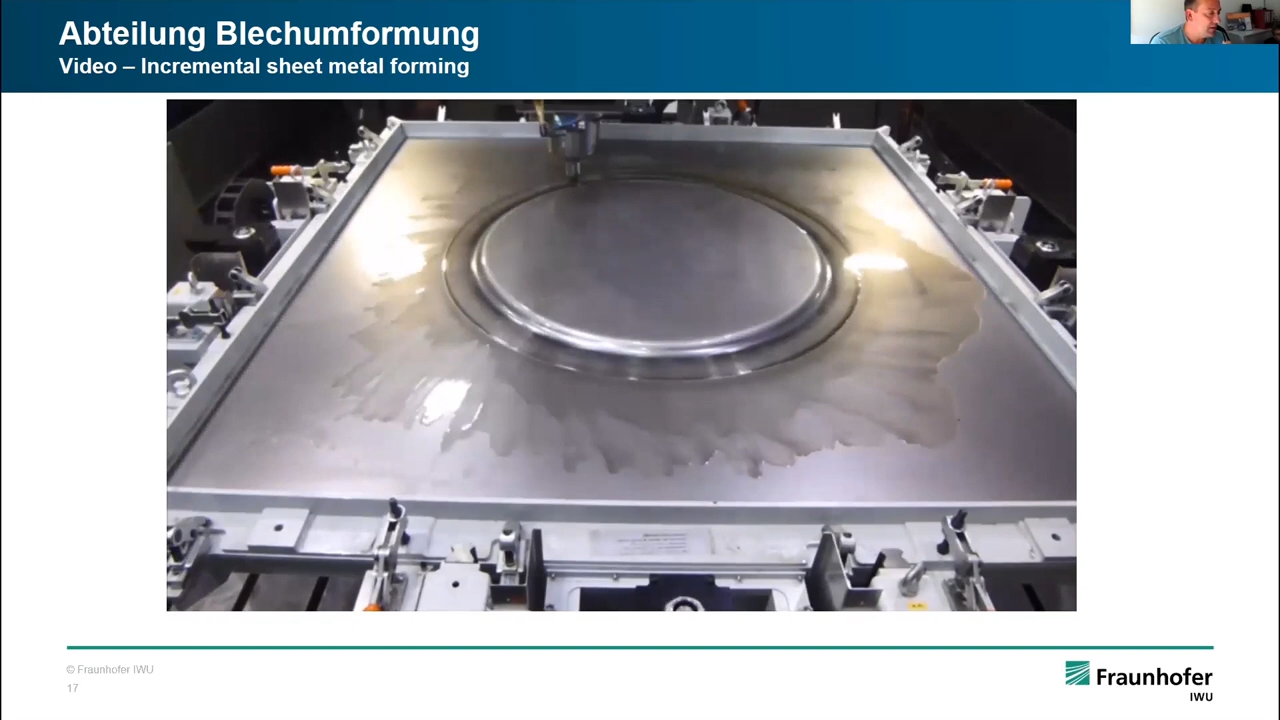 Abteilung Blechumformung
Video – Incremental sheet metal forming
© Fraunhofer IWU
17
Fraunhofer
IWU